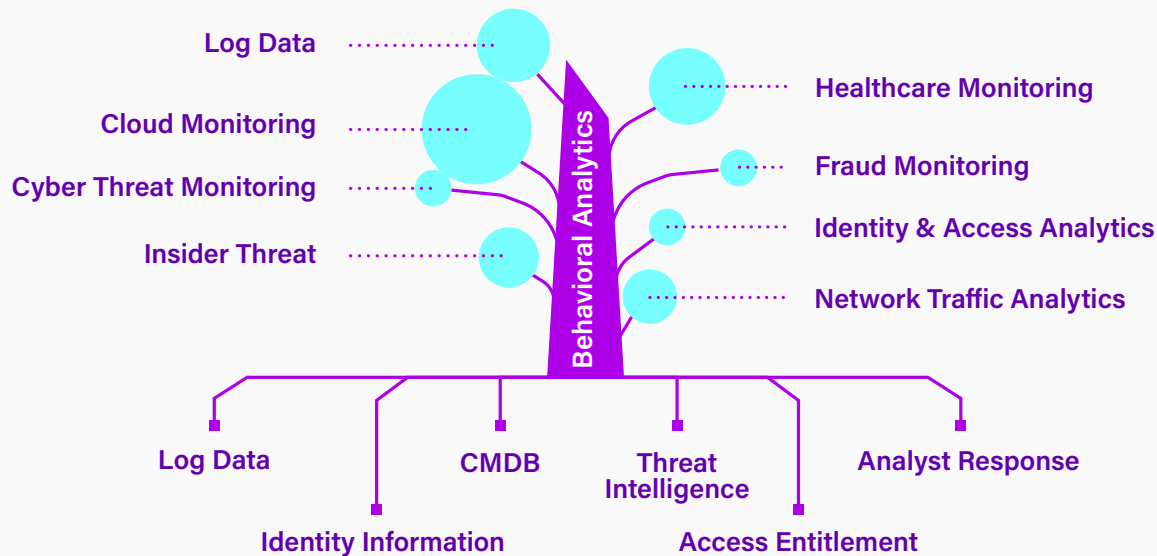 Log Data
Cloud Monitoring
Cyber Threat Monitoring
Insider Threat
Behavioral Analytics
Healthcare Monitoring
Fraud Monitoring
Identity & Access Analytics
Network Traffic Analytics
Log Data
Identity Information
CMDB
Threat
Intelligence
Access Entitlement
Analyst Response